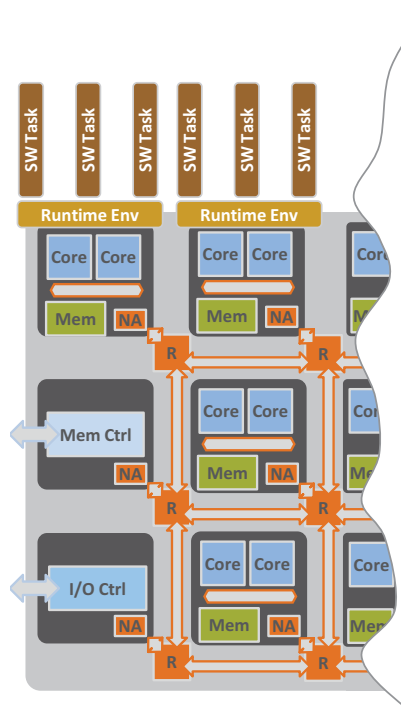 SW Task
SW Task
SW Task
SW Task
SW Task
SW Task
Runtime Env
Runtime Env
Core Core
Mem NA
R
Core Core
Mem NA
R
Core
Mem Ctrl
NA
R
Core Core
Mem NA
R
I/O Ctrl
NA
R
Core Core
Mem NA
R
Core